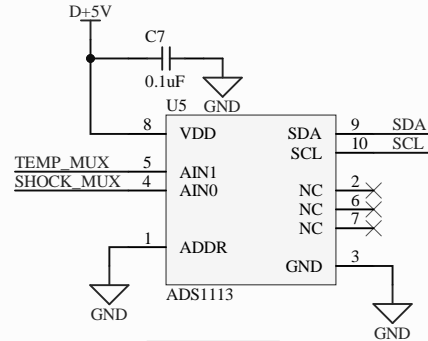 D+5V
C7
0.1uF
GND
U5
8 VDD SDA 9 SDA
SCL 10 SCL
TEMP_MUX 5 AIN1
SHOCK_MUX 4 AIN0
NC 2
NC 6
NC 7
1 ADDR
GND 3
ADS1113
GND
GND